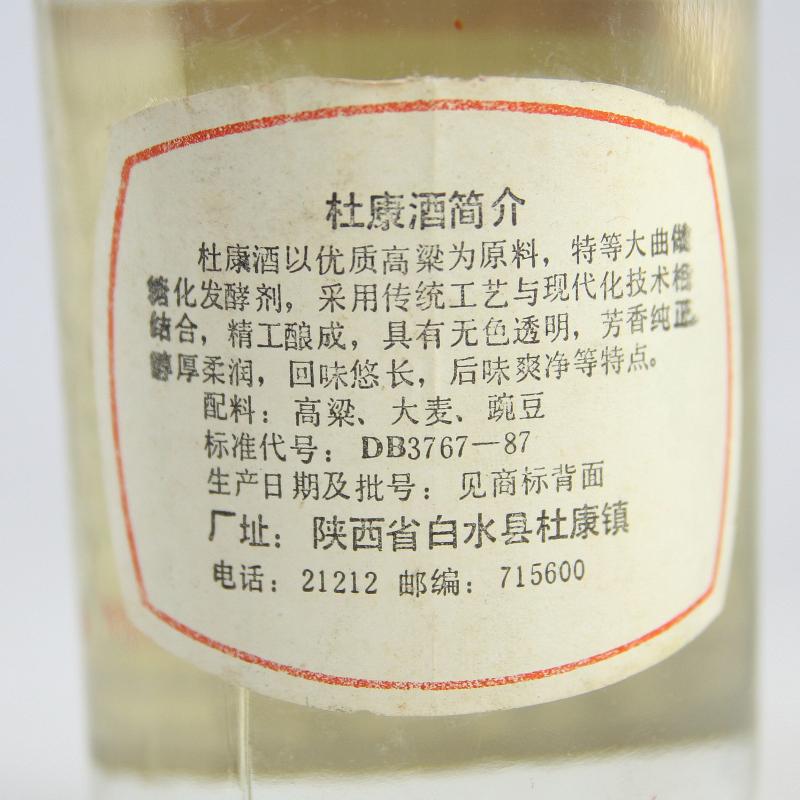 杜康酒简介
杜康酒以优质高粱为原料，特等大曲做
糖化发酵剂，采用传统工艺与现代化技术相
结合，精工酿成，具有无色透明，芳香纯正，
醇厚柔润，回味悠长，后味爽净等特点。
配料：高粱、大麦、豌豆
标准代号：DB3767—87
生产日期及批号：见商标背面
厂址：陕西省白水县杜康镇
电话：21212 邮编：715600